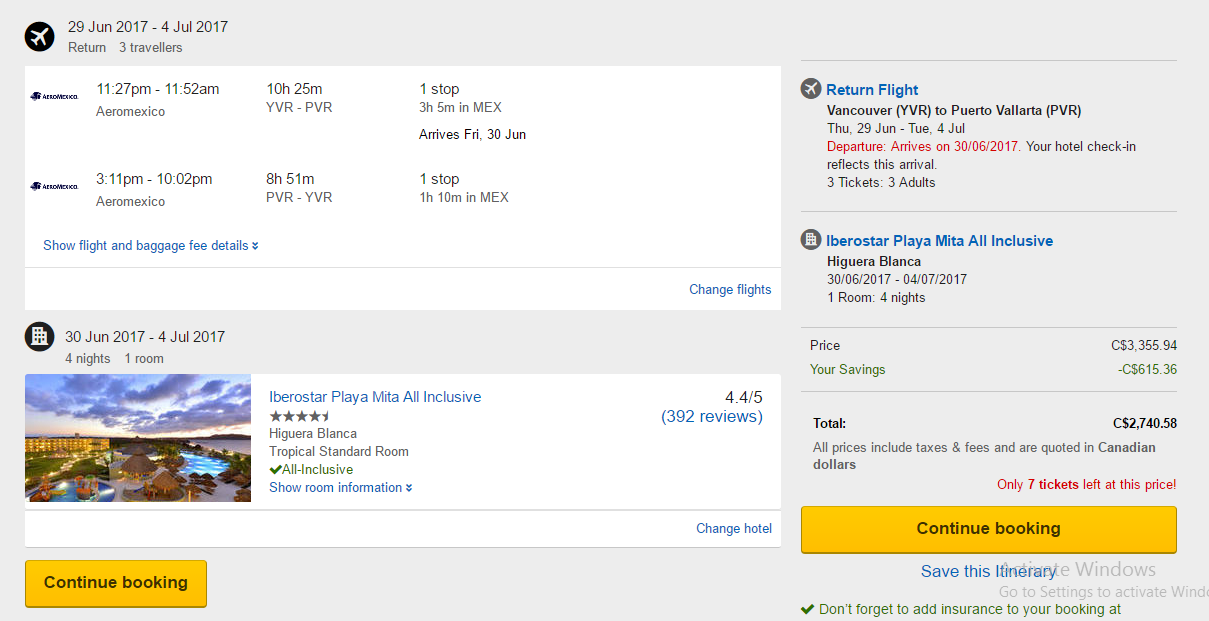 29 Jun 2017 - 4 Jul 2017
Return 3 travellers
AEROMEXICO.
11:27pm - 11:52am 10h 25m 1 stop
Aeromexico YVR - PVR 3h 5m in MEX
Arrives Fri, 30 Jun
AEROMEXICO.
3:11pm - 10:02pm 8h 51m 1 stop
Aeromexico PVR - YVR 1h 10m in MEX
Show flight and baggage fee details
Change flights
30 Jun 2017 - 4 Jul 2017
4 nights 1 room
Iberostar Playa Mita All Inclusive 4.4/5
(392 reviews)
Higuera Blanca
Tropical Standard Room
All-Inclusive
Show room information
Change hotel
Continue booking
Return Flight
Vancouver (YVR) to Puerto Vallarta (PVR)
Thu, 29 Jun - Tue, 4 Jul
Departure: Arrives on 30/06/2017. Your hotel check-in
reflects this arrival.
3 Tickets: 3 Adults
Iberostar Playa Mita All Inclusive
Higuera Blanca
30/06/2017 - 04/07/2017
1 Room: 4 nights
Price C$3,355.94
Your Savings -C$615.36
Total: C$2,740.58
All prices include taxes & fees and are quoted in Canadian
dollars
Only 7 tickets left at this price!
Continue booking
Save this Itinerary
Activate Windows
Go to Settings to activate Wind
Don't forget to add insurance to your booking at